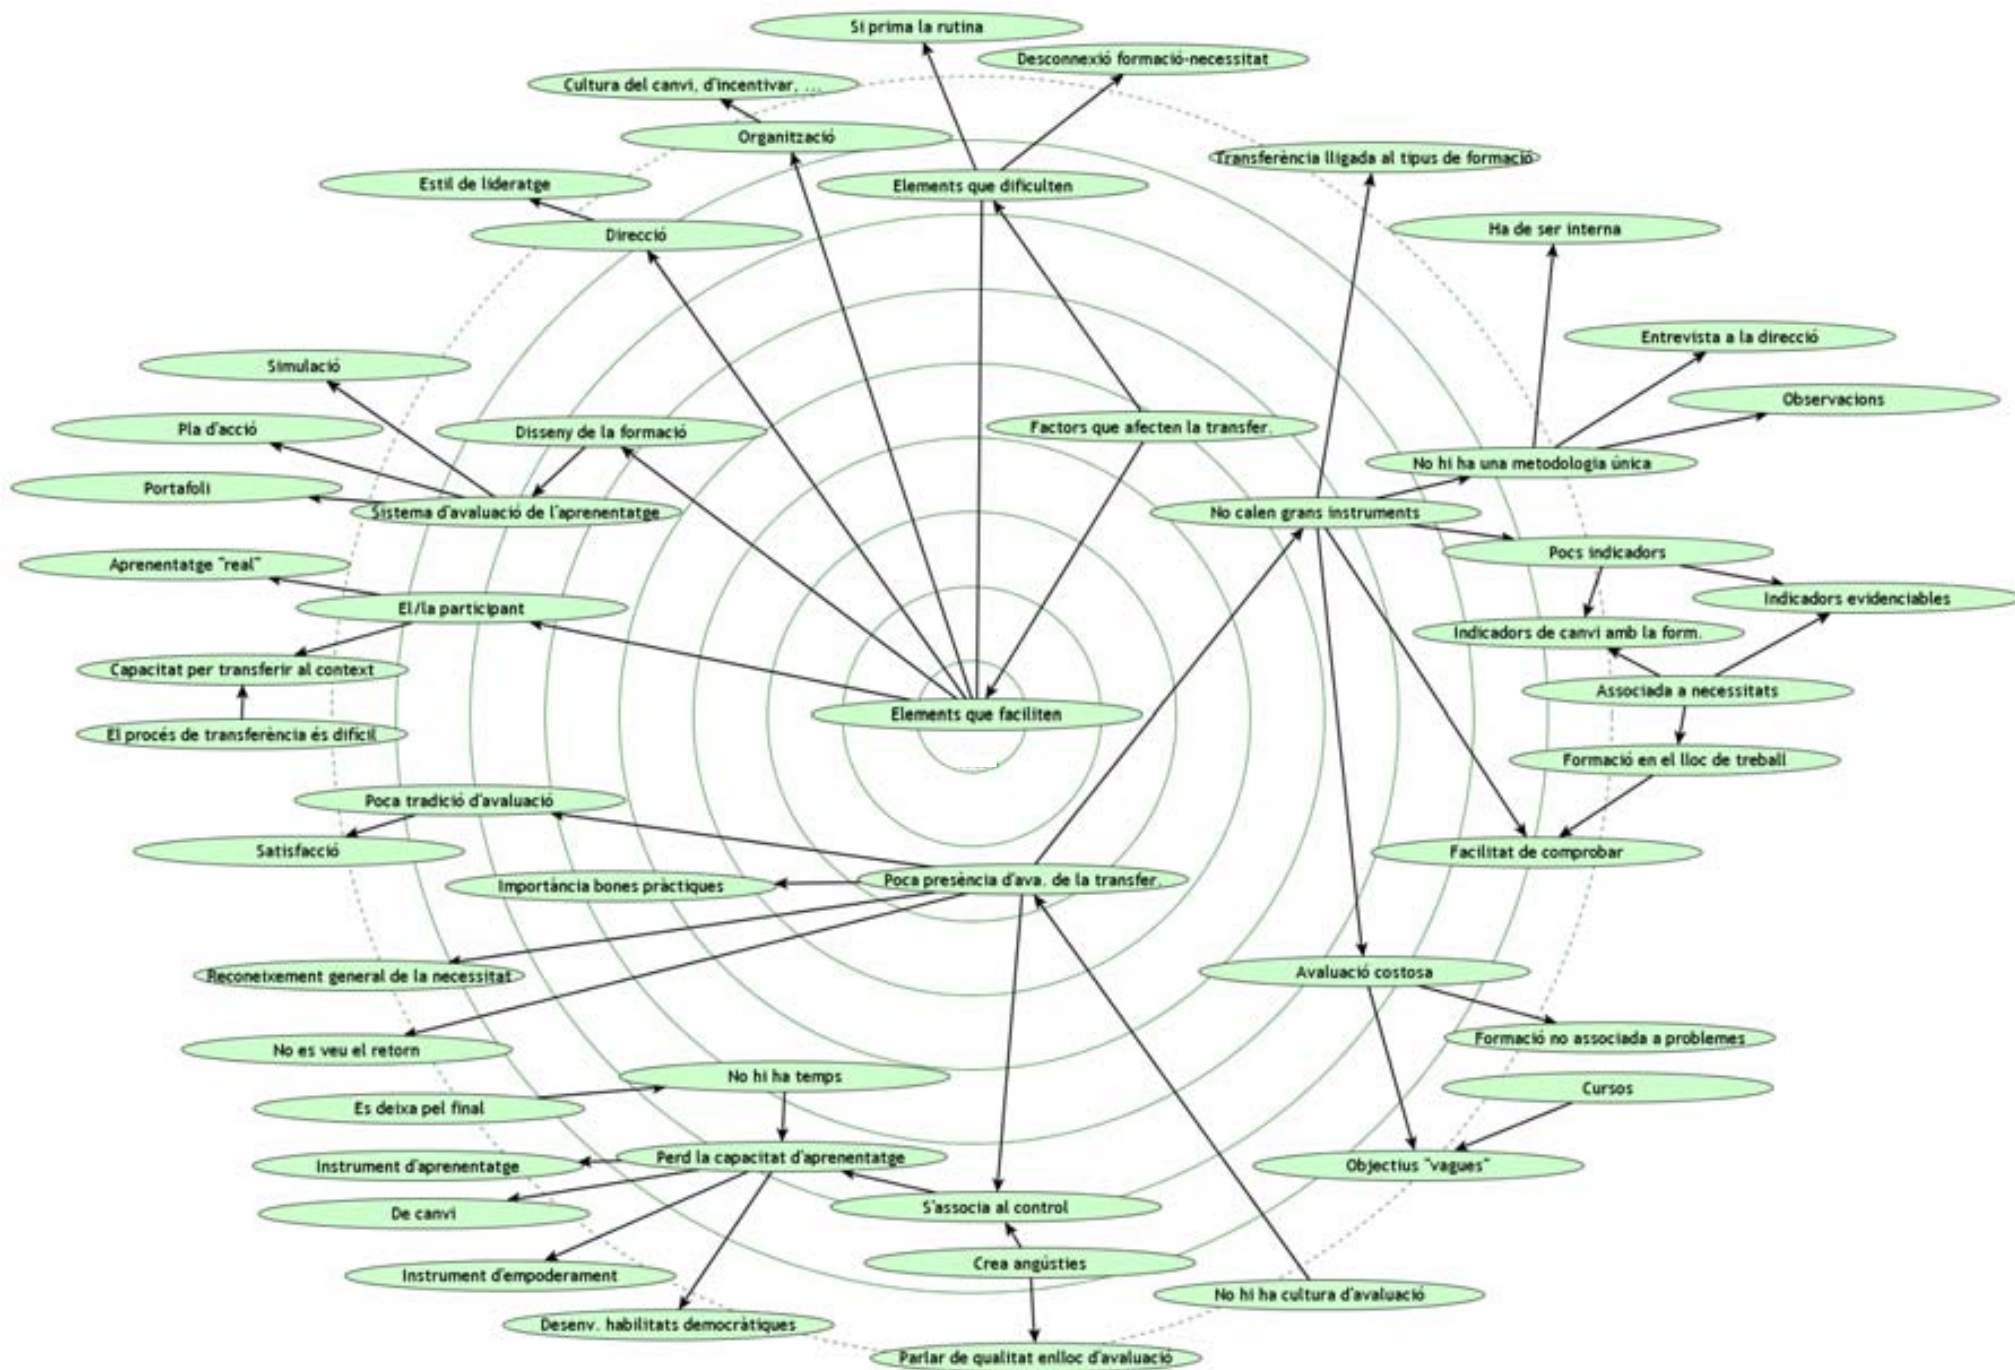 Si prima la rutina
Desconnexió formació-necessitat
Cultura del canvi, d'incentivar, ...
Organització
Transferència lligada al tipus de formació
Estil de lideratge
Elements que dificulten
Direcció
Ha de ser interna
Entrevista a la direcció
Simulació
Observacions
Pla d'acció
Disseny de la formació
Factors que afecten la transfer.
No hi ha una metodologia única
Portafoli
Sistema d'avaluació de l'aprenentatge
No calen grans instruments
Pocs indicadors
Aprenentatge "real"
Indicadors evidenciables
El/la participant
Indicadors de canvi amb la form.
Capacitat per transferir al context
Associada a necessitats
Elements que faciliten
El procés de transferència és difícil
Formació en el lloc de treball
Poca tradició d'avaluació
Satisfacció
Facilitat de comprobar
Importància bones pràctiques
Poca presència d'ava. de la transfer.
Reconeixement general de la necessitat
Avaluació costosa
Formació no associada a problemes
No es veu el retorn
No hi ha temps
Cursos
Es deixa pel final
Perd la capacitat d'aprenentatge
Instrument d'aprenentatge
Objectius "vagues"
De canvi
S'associa al control
Crea angústies
Instrument d'empoderament
No hi ha cultura d'avaluació
Desenv. habilitats democràtiques
Parlar de qualitat enlloc d'avaluació